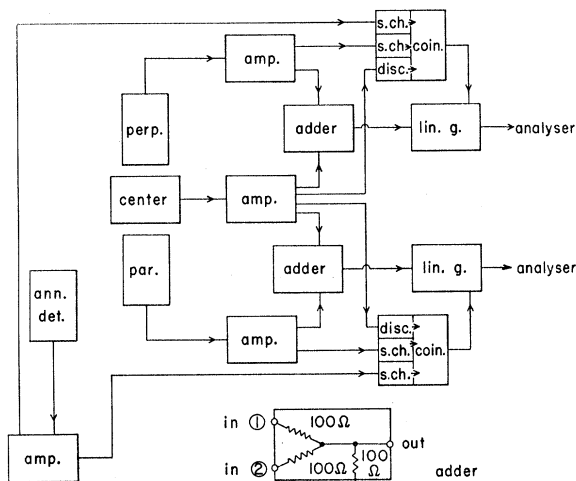 s.ch.
amp.
s.ch.
coin.
disc.
perp.
adder
lin. g.
analyser
center
amp.
par.
adder
lin. g.
analyser
ann.
det.
amp.
disc.
s.ch.
coin.
s.ch.
amp.
in ①
100Ω
out
in ②
100Ω
100
Ω
adder